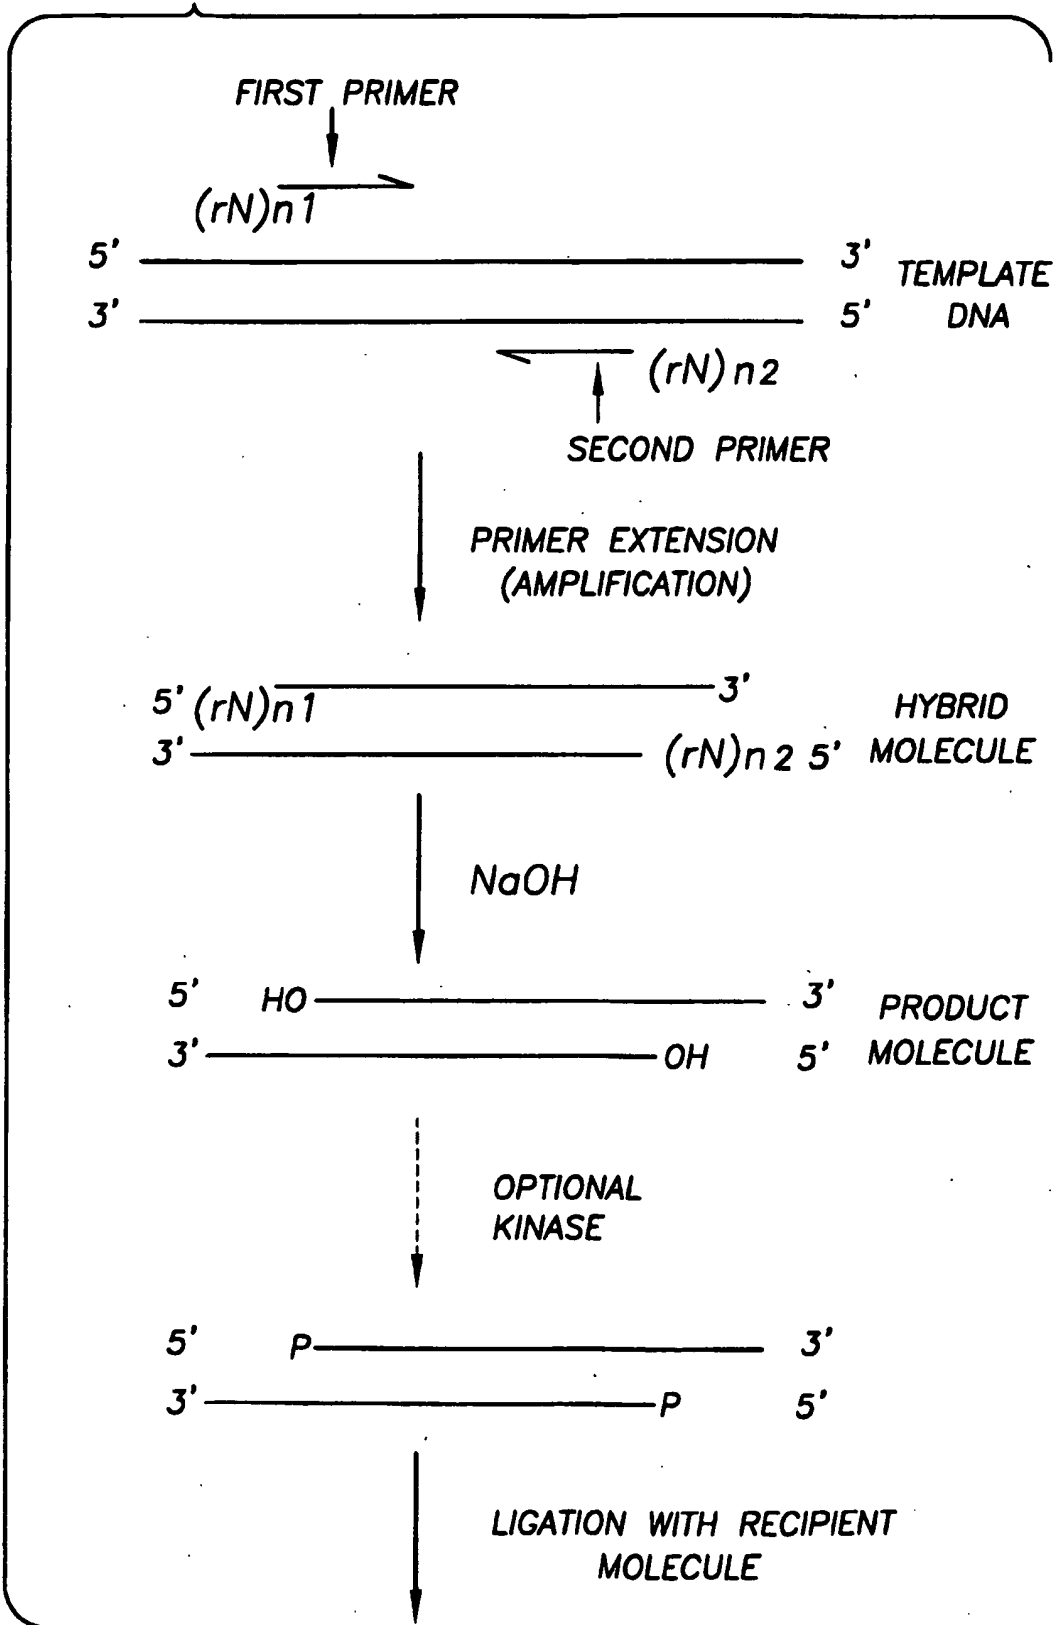 FIRST PRIMER
(rN)n1
5' 3'
TEMPLATE
3' 5' DNA
(rN)n2
SECOND PRIMER
PRIMER EXTENSION
(AMPLIFICATION)
5' (rN)n1 3'
HYBRID
3' (rN)n2 5' MOLECULE
NaOH
5' HO 3' PRODUCT
3' OH 5' MOLECULE
OPTIONAL
KINASE
5' P 3'
3' P 5'
LIGATION WITH RECIPIENT
MOLECULE